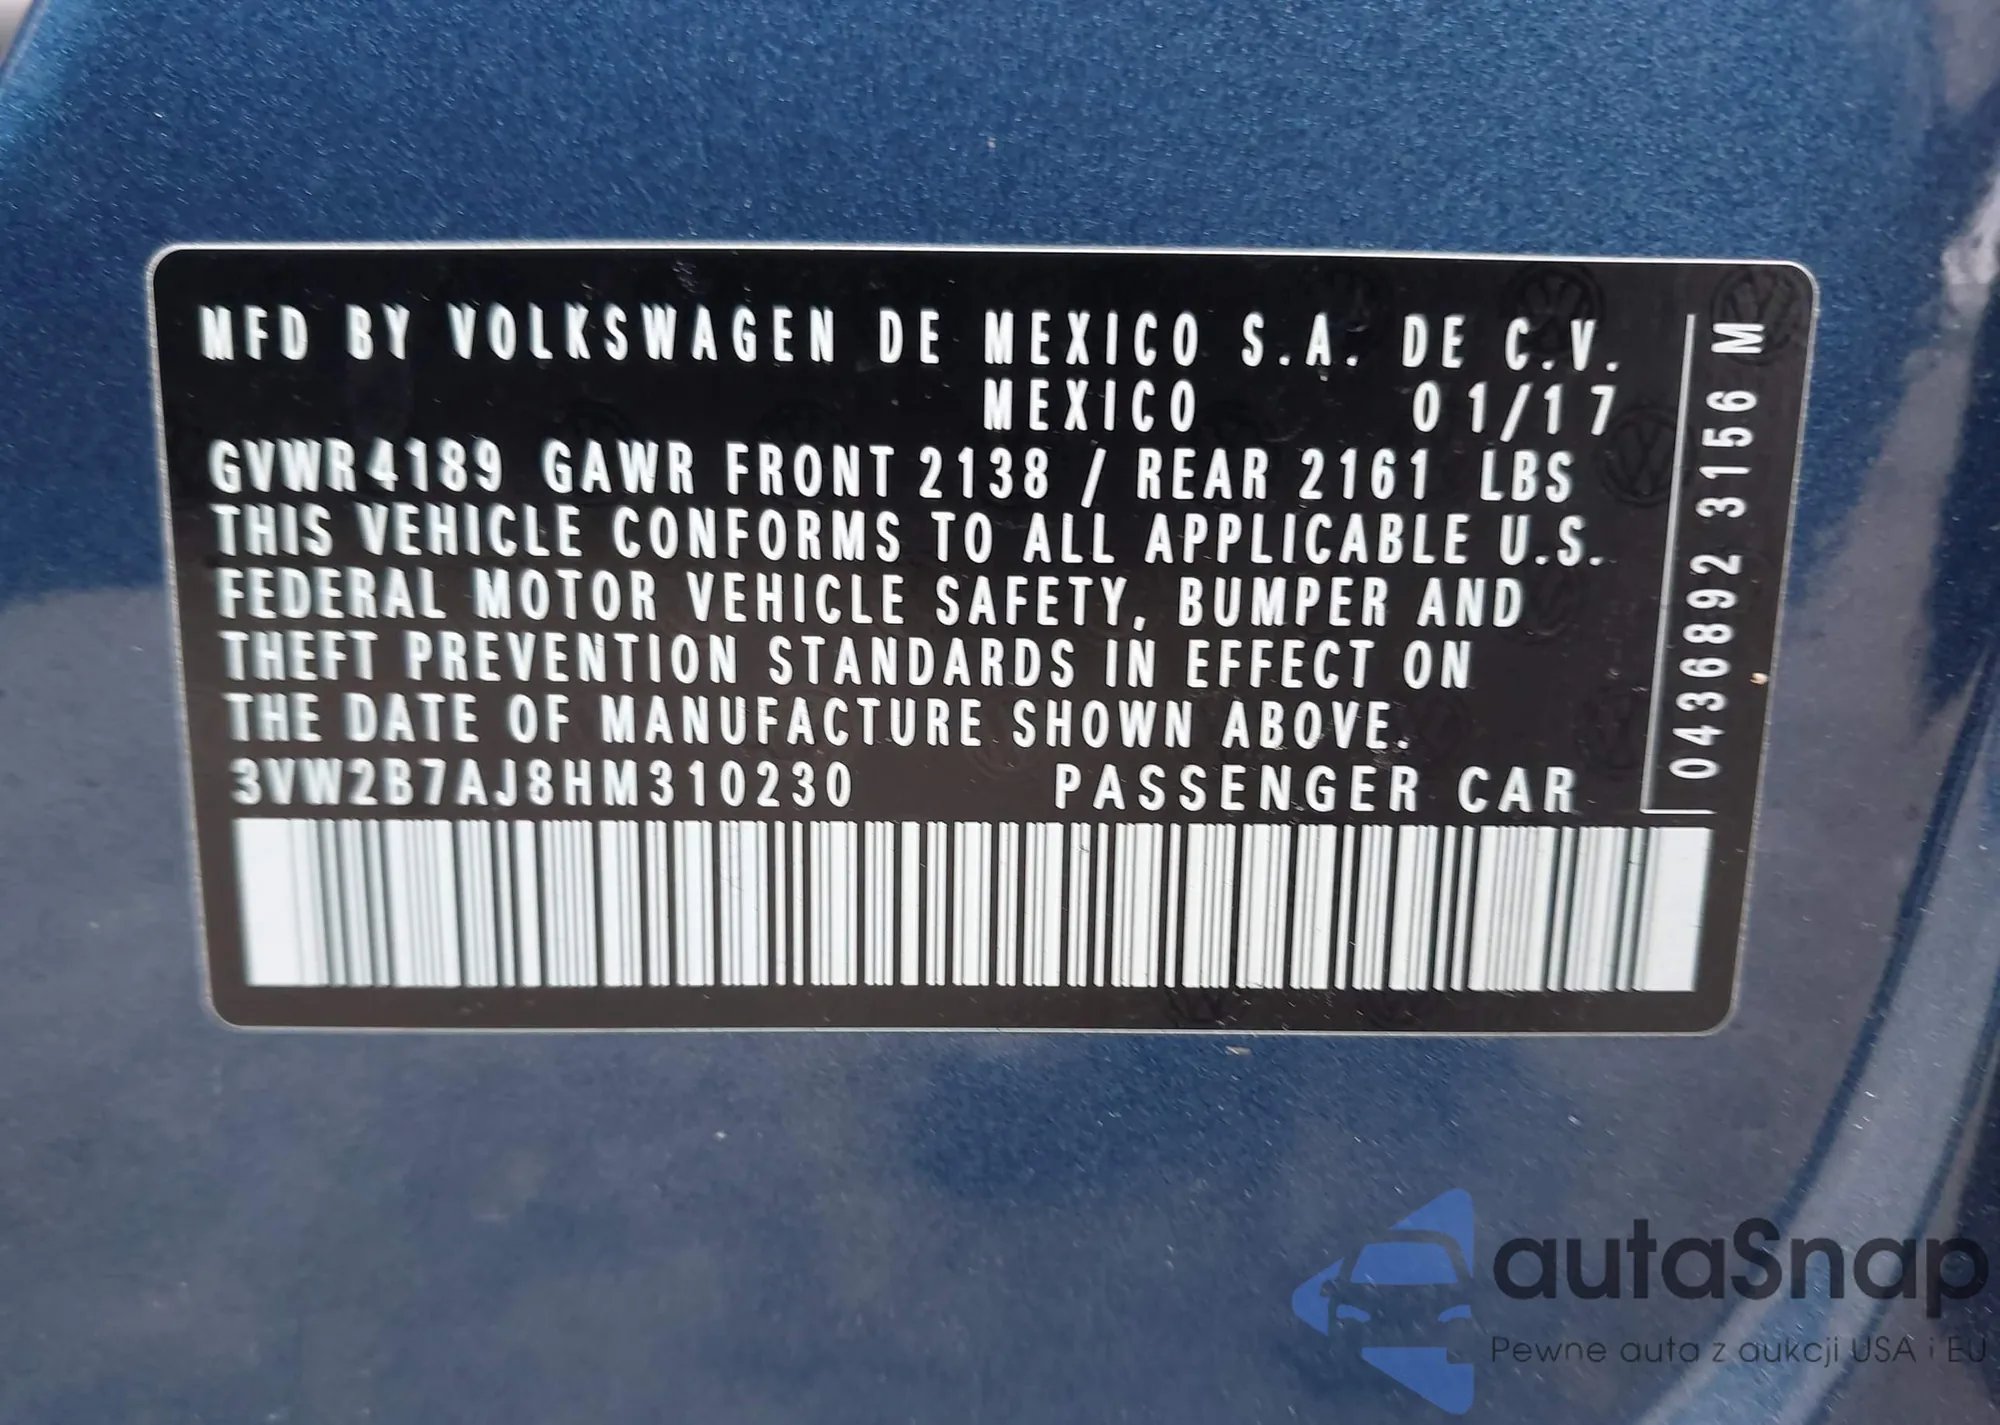 MFD BY VOLKSWAGEN DE MEXICO S.A. DE C.V.
MEXICO 01/17
GVWR 4189 GAWR FRONT 2138 / REAR 2161 LBS
THIS VEHICLE CONFORMS TO ALL APPLICABLE U.S.
FEDERAL MOTOR VEHICLE SAFETY, BUMPER AND
THEFT PREVENTION STANDARDS IN EFFECT ON
THE DATE OF MANUFACTURE SHOWN ABOVE.
3VW2B7AJ8HM310230 PASSENGER CAR
0436892 3156 M
autaSnap
Pewne auta z aukcji USA i EU